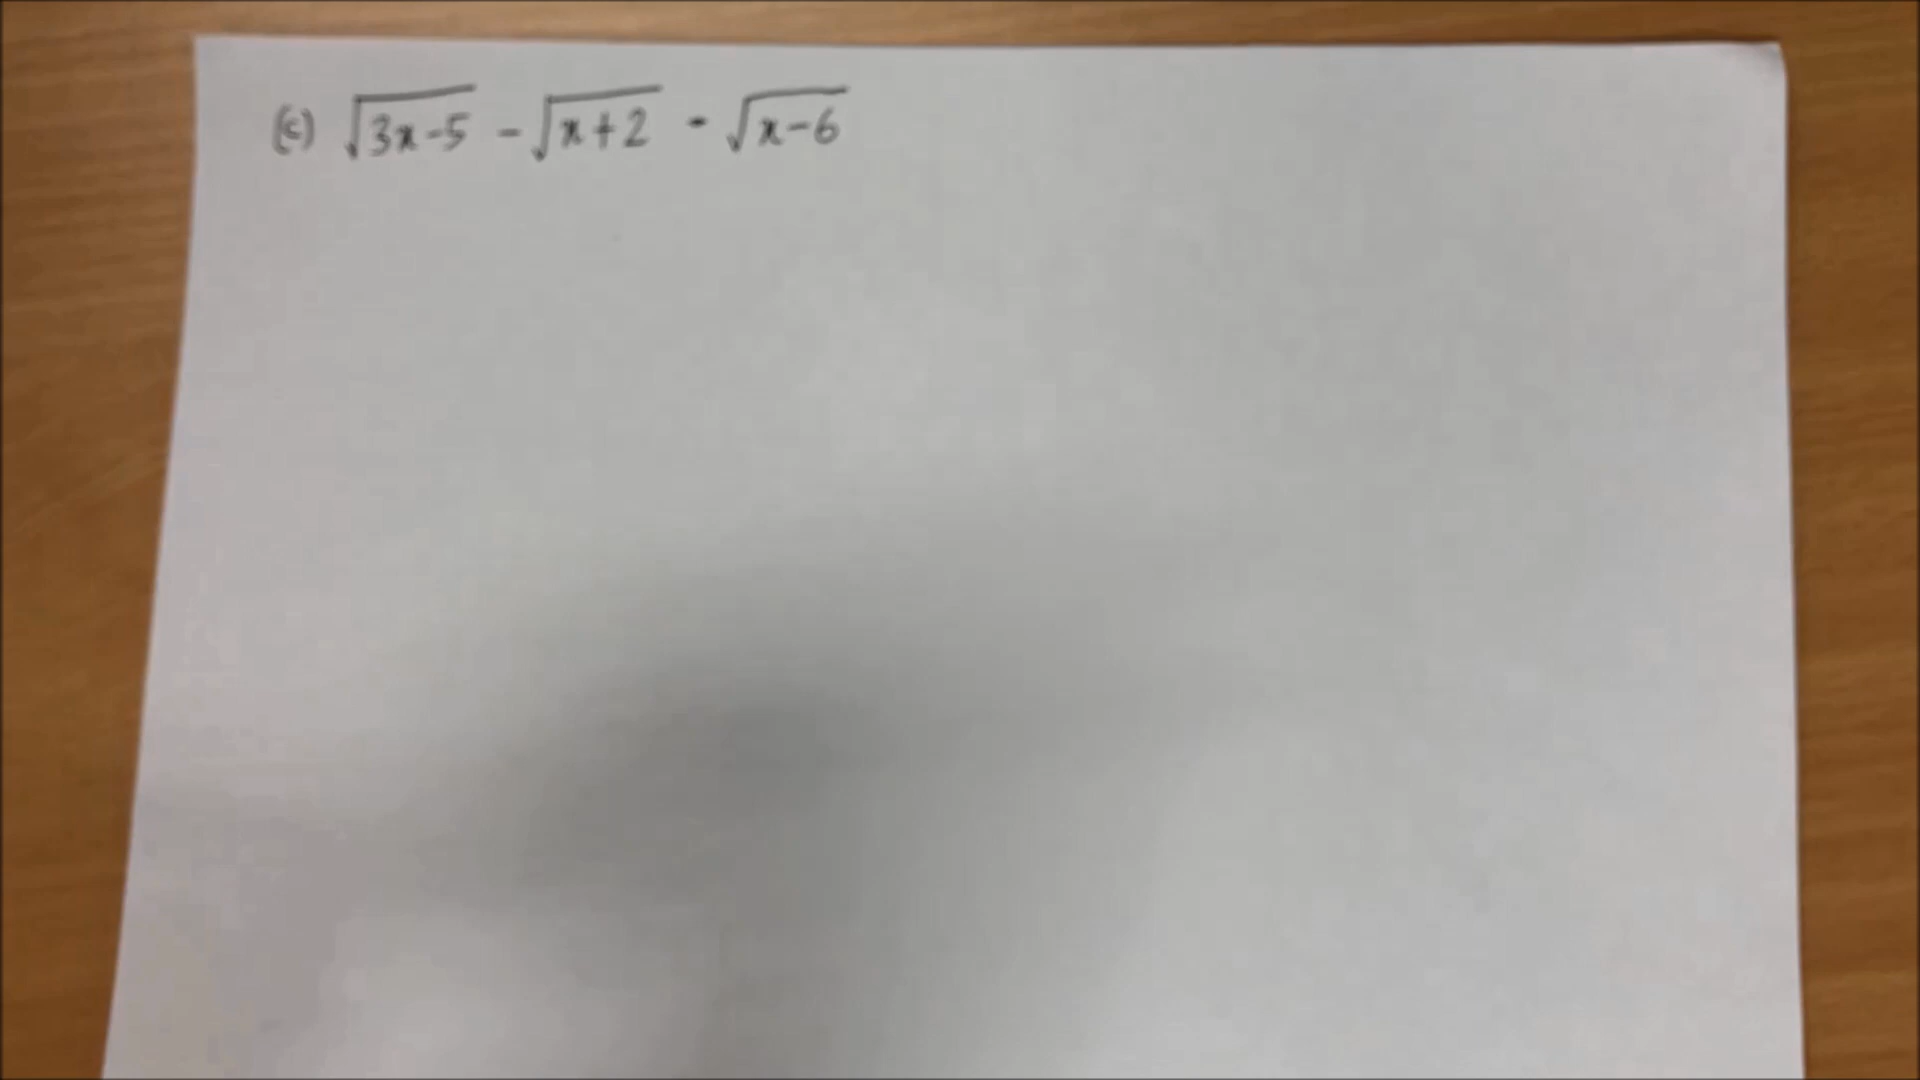 (c) √3x-5 - √x+2 - √x-6